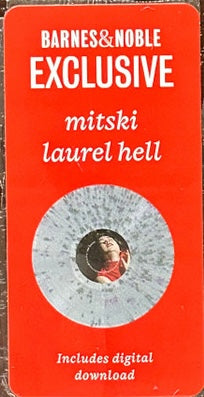 BARNES&NOBLE
EXCLUSIVE
mitski
laurel hell
Includes digital
download